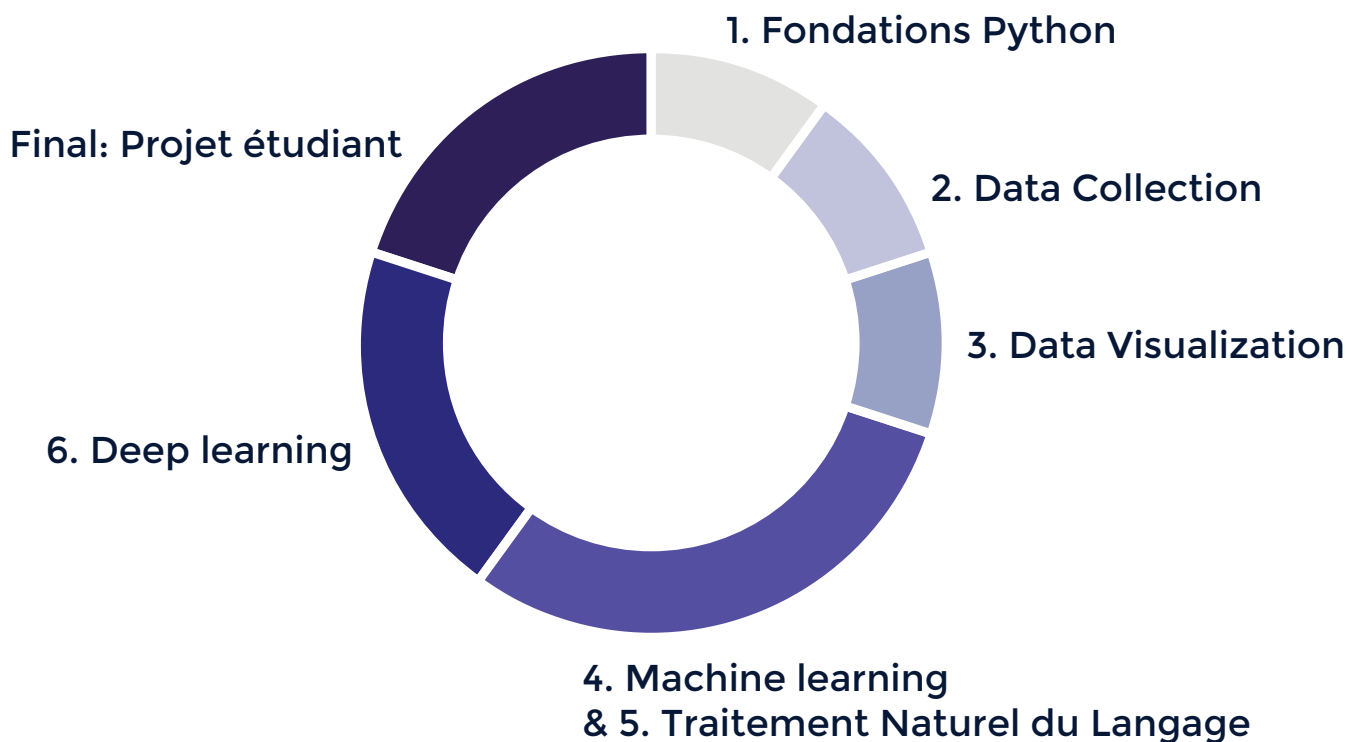 1. Fondations Python
Final: Projet étudiant
2. Data Collection
3. Data Visualization
6. Deep learning
4. Machine learning
& 5. Traitement Naturel du Langage